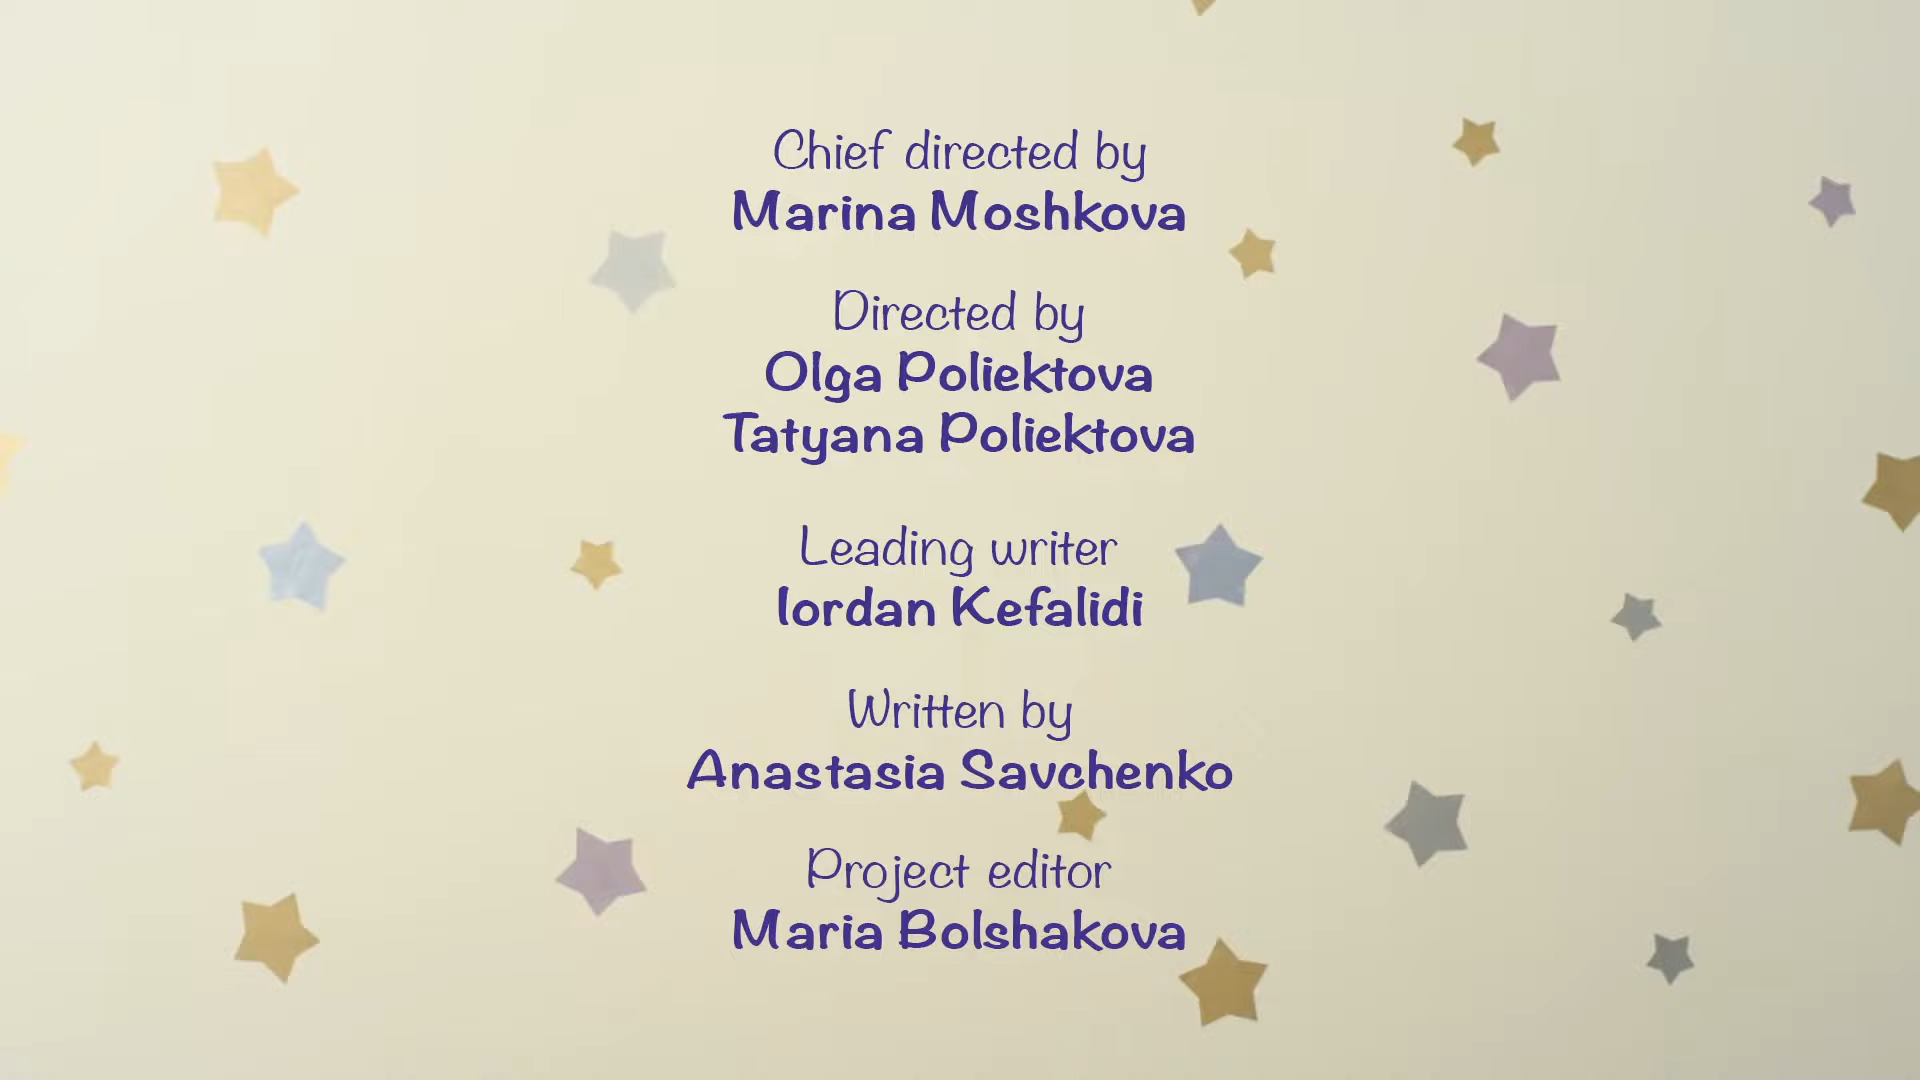 Chief directed by
Marina Moshkova
Directed by
Olga Poliektova
Tatyana Poliektova
Leading writer
Iordan Kefalidi
Written by
Anastasia Savchenko
Project editor
Maria Bolshakova